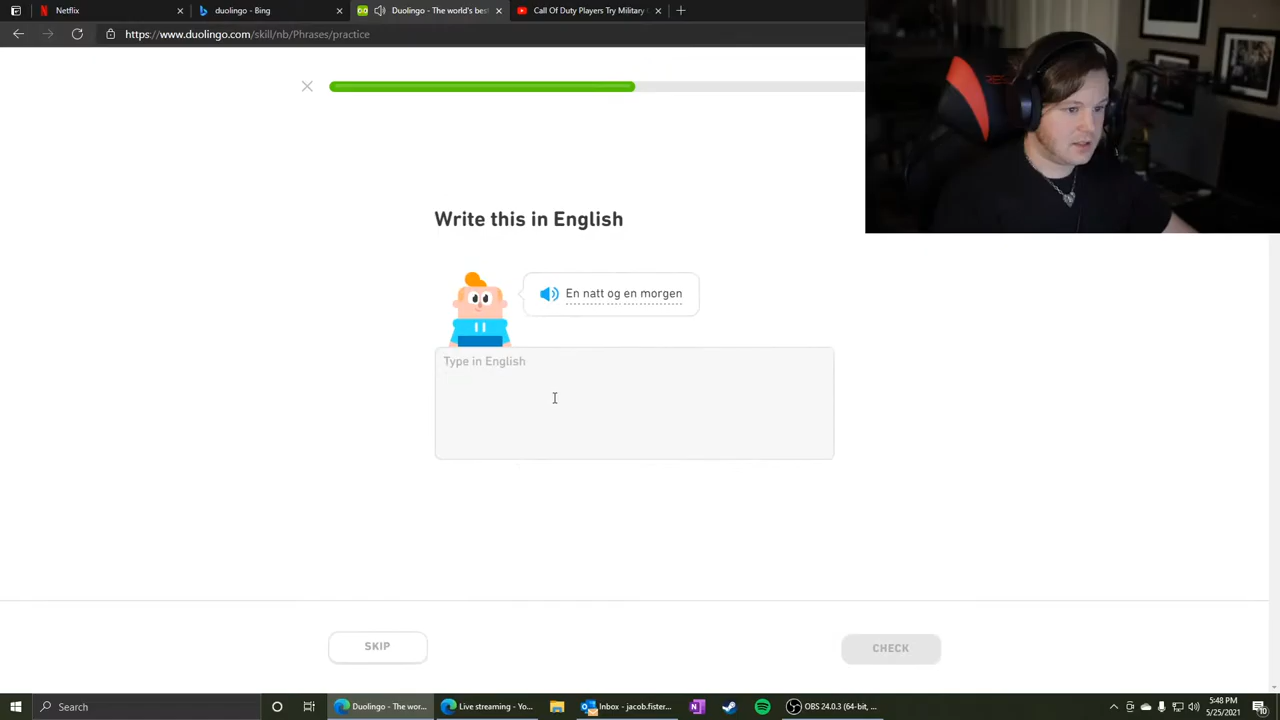 Netflix
duolingo - Bing
Duolingo - The world's bes
Call Of Duty Players Try Military
https://www.duolingo.com/skill/nb/Phrases/practice
Write this in English
En natt og en morgen
Type in English
SKIP
CHECK
Search
Duolingo - The wor...
Live streaming - Yo...
Inbox - jacob.fister...
OBS 24.0.3 (64-bit, ...
5:48 PM
5/25/2021